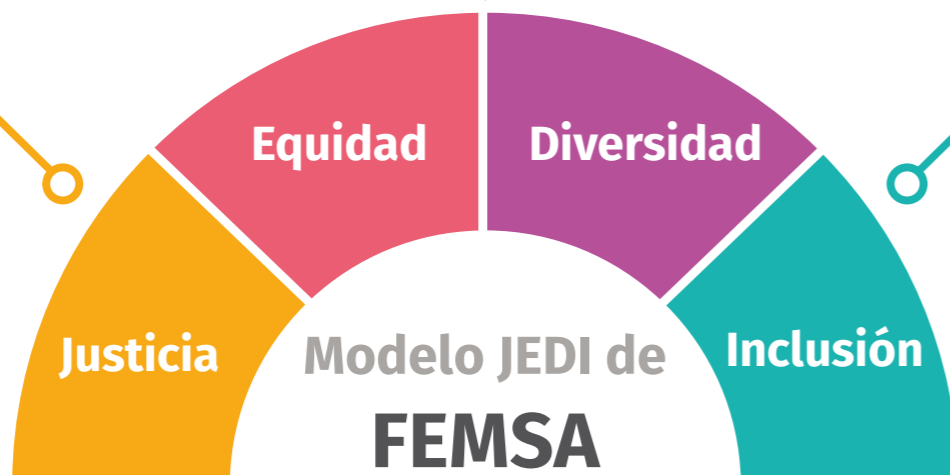 Equidad
Diversidad
Justicia
Inclusión
Modelo JEDI de
FEMSA